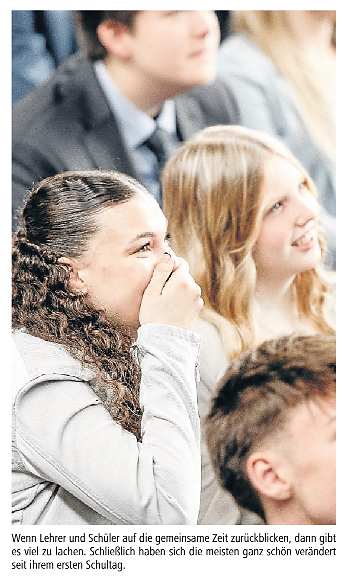 Wenn Lehrer und Schüler auf die gemeinsame Zeit zurückblicken, dann gibt
es viel zu lachen. Schließlich haben sich die meisten ganz schön verändert
seit ihrem ersten Schultag.